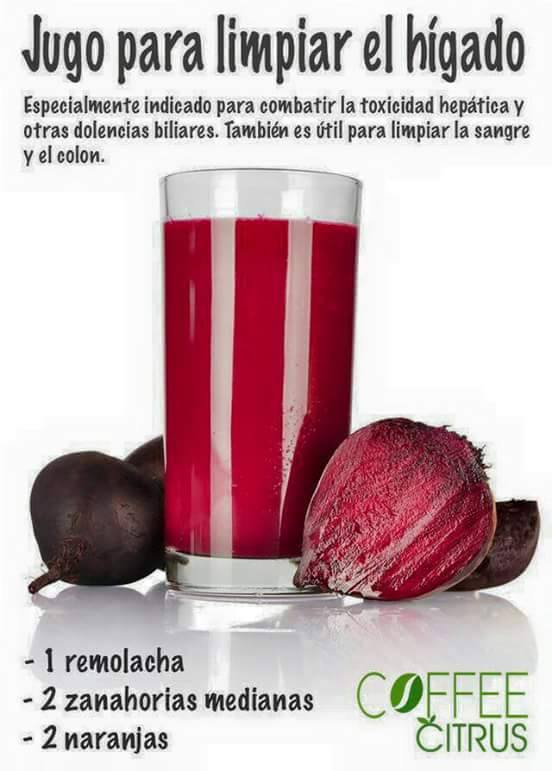 Jugo para limpiar el hígado
Especialmente indicado para combatir la toxicidad hepática y
otras dolencias biliares. También es útil para limpiar la sangre
y el colon.
- 1 remolacha
- 2 zanahorias medianas
- 2 naranjas
COFFEE
CITRUS